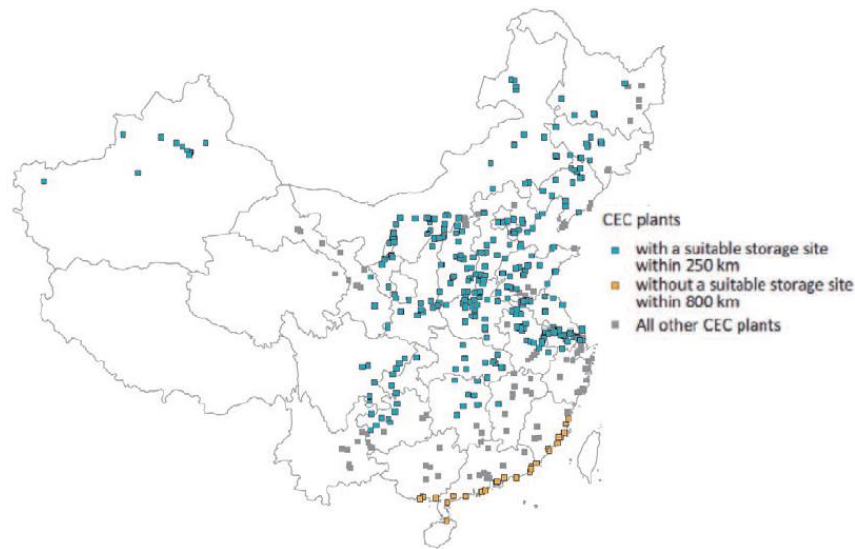 CEC plants
with a suitable storage site
within 250 km
without a suitable storage site
within 800 km
All other CEC plants